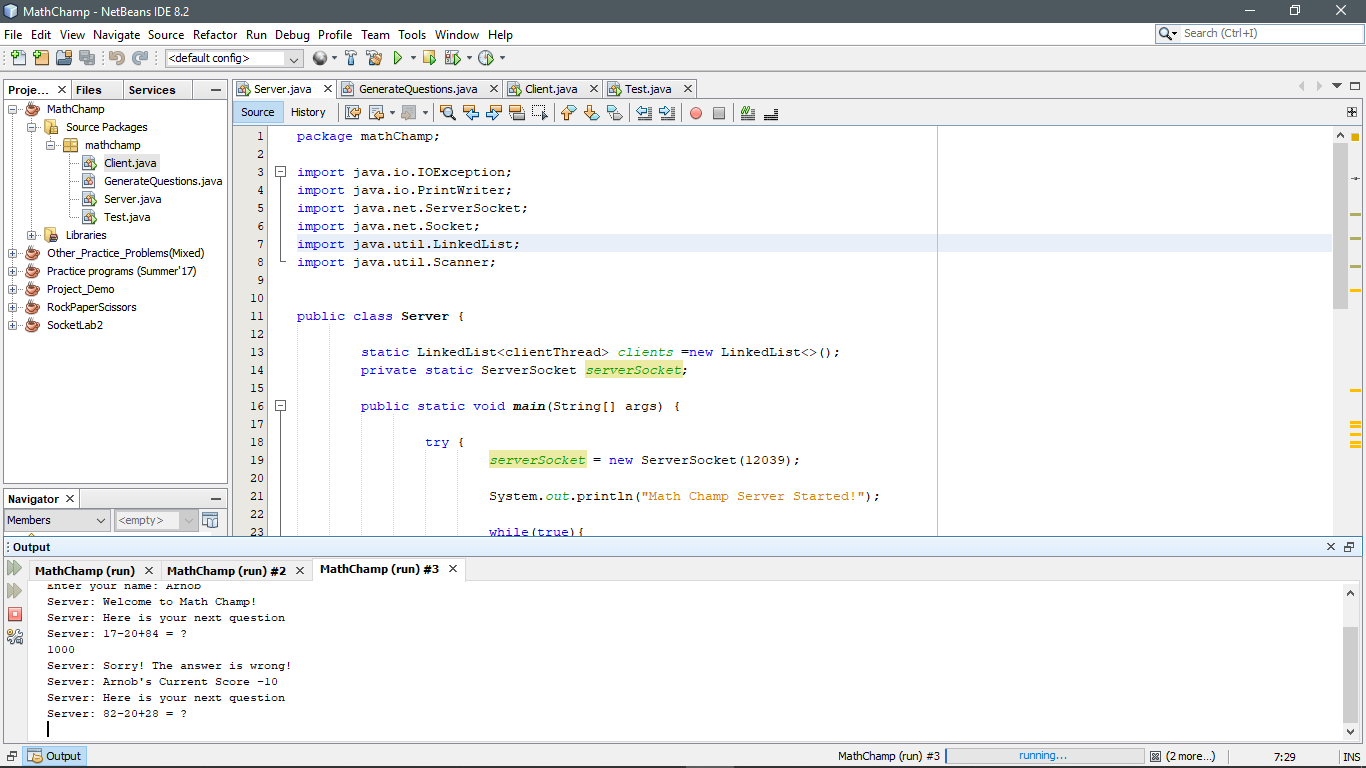 MathChamp - NetBeans IDE 8.2
File Edit View Navigate Source Refactor Run Debug Profile Team Tools Window Help
Search (Ctrl+I)
<default config>
Proje... Files Services
MathChamp
Source Packages
mathchamp
Client.java
GenerateQuestions.java
Server.java
Test.java
Libraries
Other_Practice_Problems(Mixed)
Practice programs (Summer'17)
Project_Demo
RockPaperScissors
SocketLab2
Navigator
Members <empty>
Server.java GenerateQuestions.java Client.java Test.java
Source History
1 package mathChamp;
2
3 import java.io.IOException;
4 import java.io.PrintWriter;
5 import java.net.ServerSocket;
6 import java.net.Socket;
7 import java.util.LinkedList;
8 import java.util.Scanner;
9
10
11 public class Server {
12
13 static LinkedList<clientThread> clients =new LinkedList<>();
14 private static ServerSocket serverSocket;
15
16 public static void main(String[] args) {
17
18 try {
19 serverSocket = new ServerSocket(12039);
20
21 System.out.println("Math Champ Server Started!");
22
23 while(true){
Output
MathChamp (run) MathChamp (run) #2 MathChamp (run) #3
Enter your name: Arnob
Server: Welcome to Math Champ!
Server: Here is your next question
Server: 17-20+84 = ?
1000
Server: Sorry! The answer is wrong!
Server: Arnob's Current Score -10
Server: Here is your next question
Server: 82-20+28 = ?
Output MathChamp (run) #3 running... (2 more...) 7:29 INS